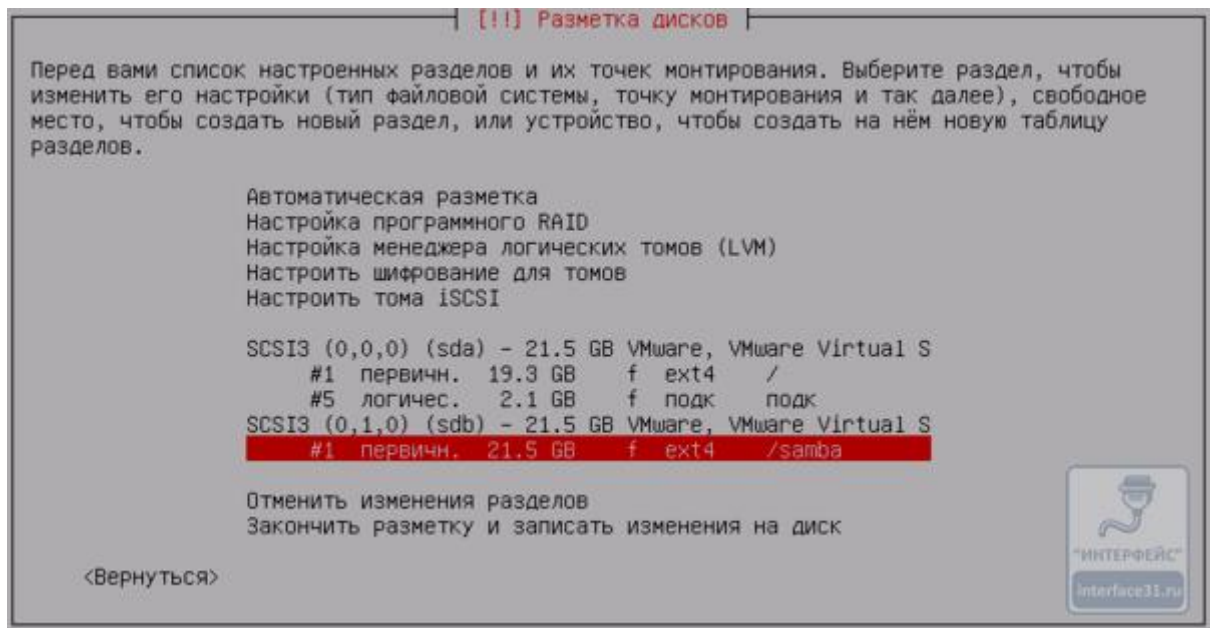 [!!] Разметка дисков
Перед вами список настроенных разделов и их точек монтирования. Выберите раздел, чтобы
изменить его настройки (тип файловой системы, точку монтирования и так далее), свободное
место, чтобы создать новый раздел, или устройство, чтобы создать на нём новую таблицу
разделов.
Автоматическая разметка
Настройка программного RAID
Настройка менеджера логических томов (LVM)
Настроить шифрование для томов
Настроить тома iSCSI
SCSI3 (0,0,0) (sda) - 21.5 GB VMware, VMware Virtual S
#1 первичн. 19.3 GB f ext4 /
#5 логичес. 2.1 GB f подк подк
SCSI3 (0,1,0) (sdb) - 21.5 GB VMware, VMware Virtual S
#1 первичн. 21.5 GB f ext4 /samba
Отменить изменения разделов
Закончить разметку и записать изменения на диск
<Вернуться>
"ИНТЕРФЕЙС"
interface31.ru